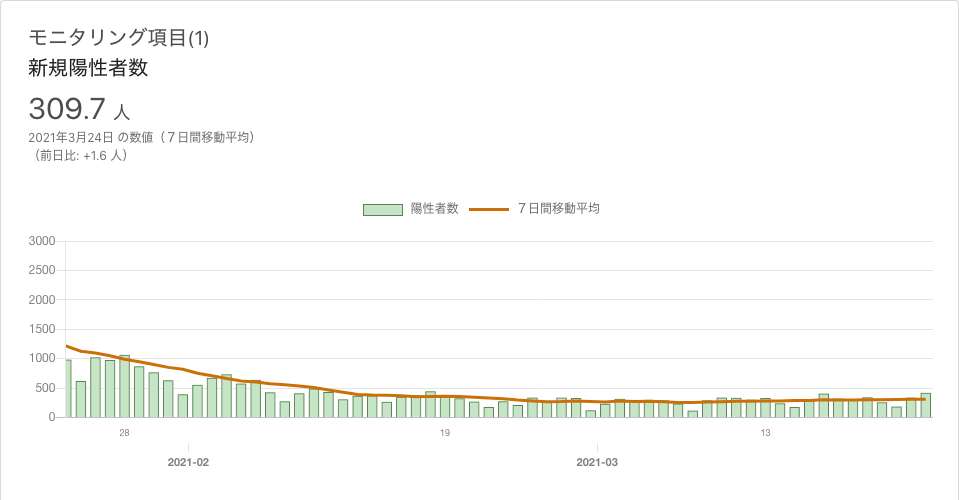 モニタリング項目(1)
新規陽性者数
309.7 人
2021年3月24日 の数値（７日間移動平均）
（前日比: +1.6 人）
陽性者数 ７日間移動平均
3000
2500
2000
1500
1000
500
0
28 19 13
2021-02 2021-03